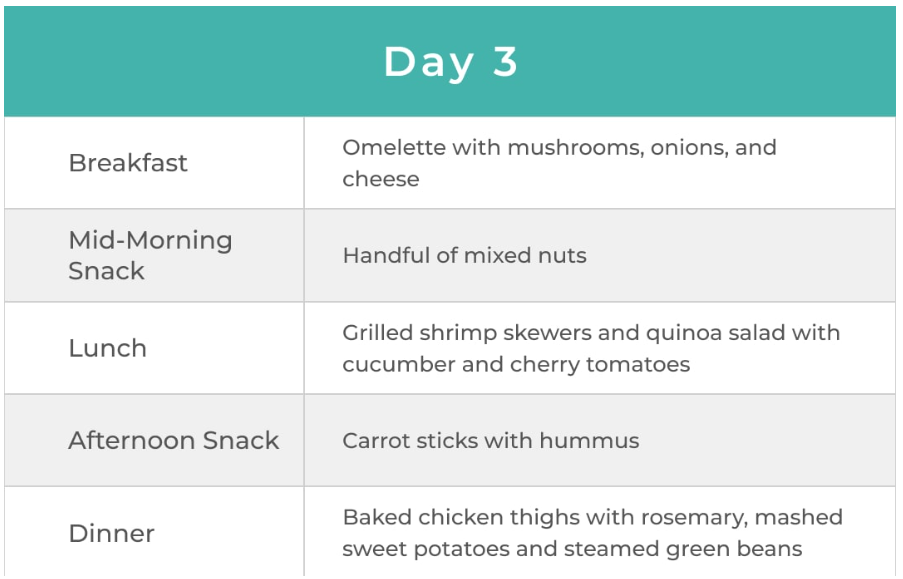 Day 3
Breakfast
Omelette with mushrooms, onions, and
cheese
Mid-Morning
Snack
Handful of mixed nuts
Lunch
Grilled shrimp skewers and quinoa salad with
cucumber and cherry tomatoes
Afternoon Snack
Carrot sticks with hummus
Dinner
Baked chicken thighs with rosemary, mashed
sweet potatoes and steamed green beans